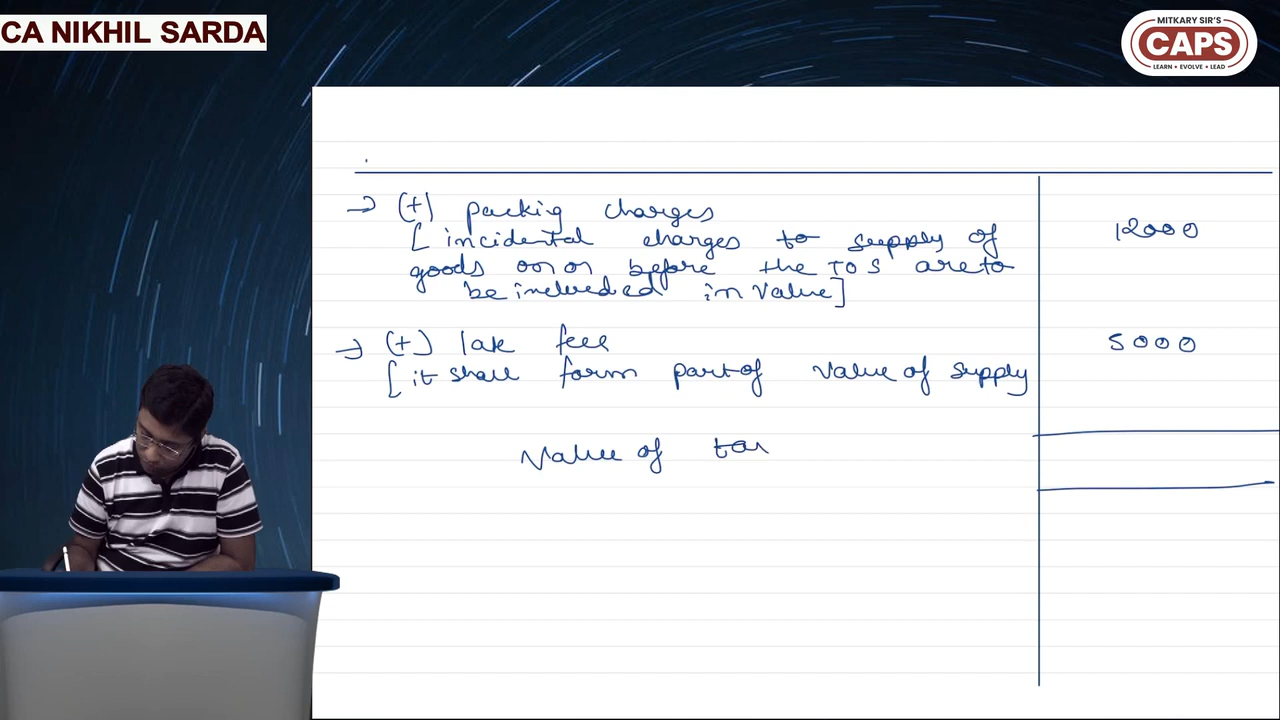 CA NIKHIL SARDA
MITKARY SIR'S
CAPS
LEARN • EVOLVE • LEAD
→ (+) packing charges
[incidental charges to supply of 12000
goods on or before the TOS are to
be included in value]
→ (+) late fee 5000
[it shall form part of value of supply
Value of tax